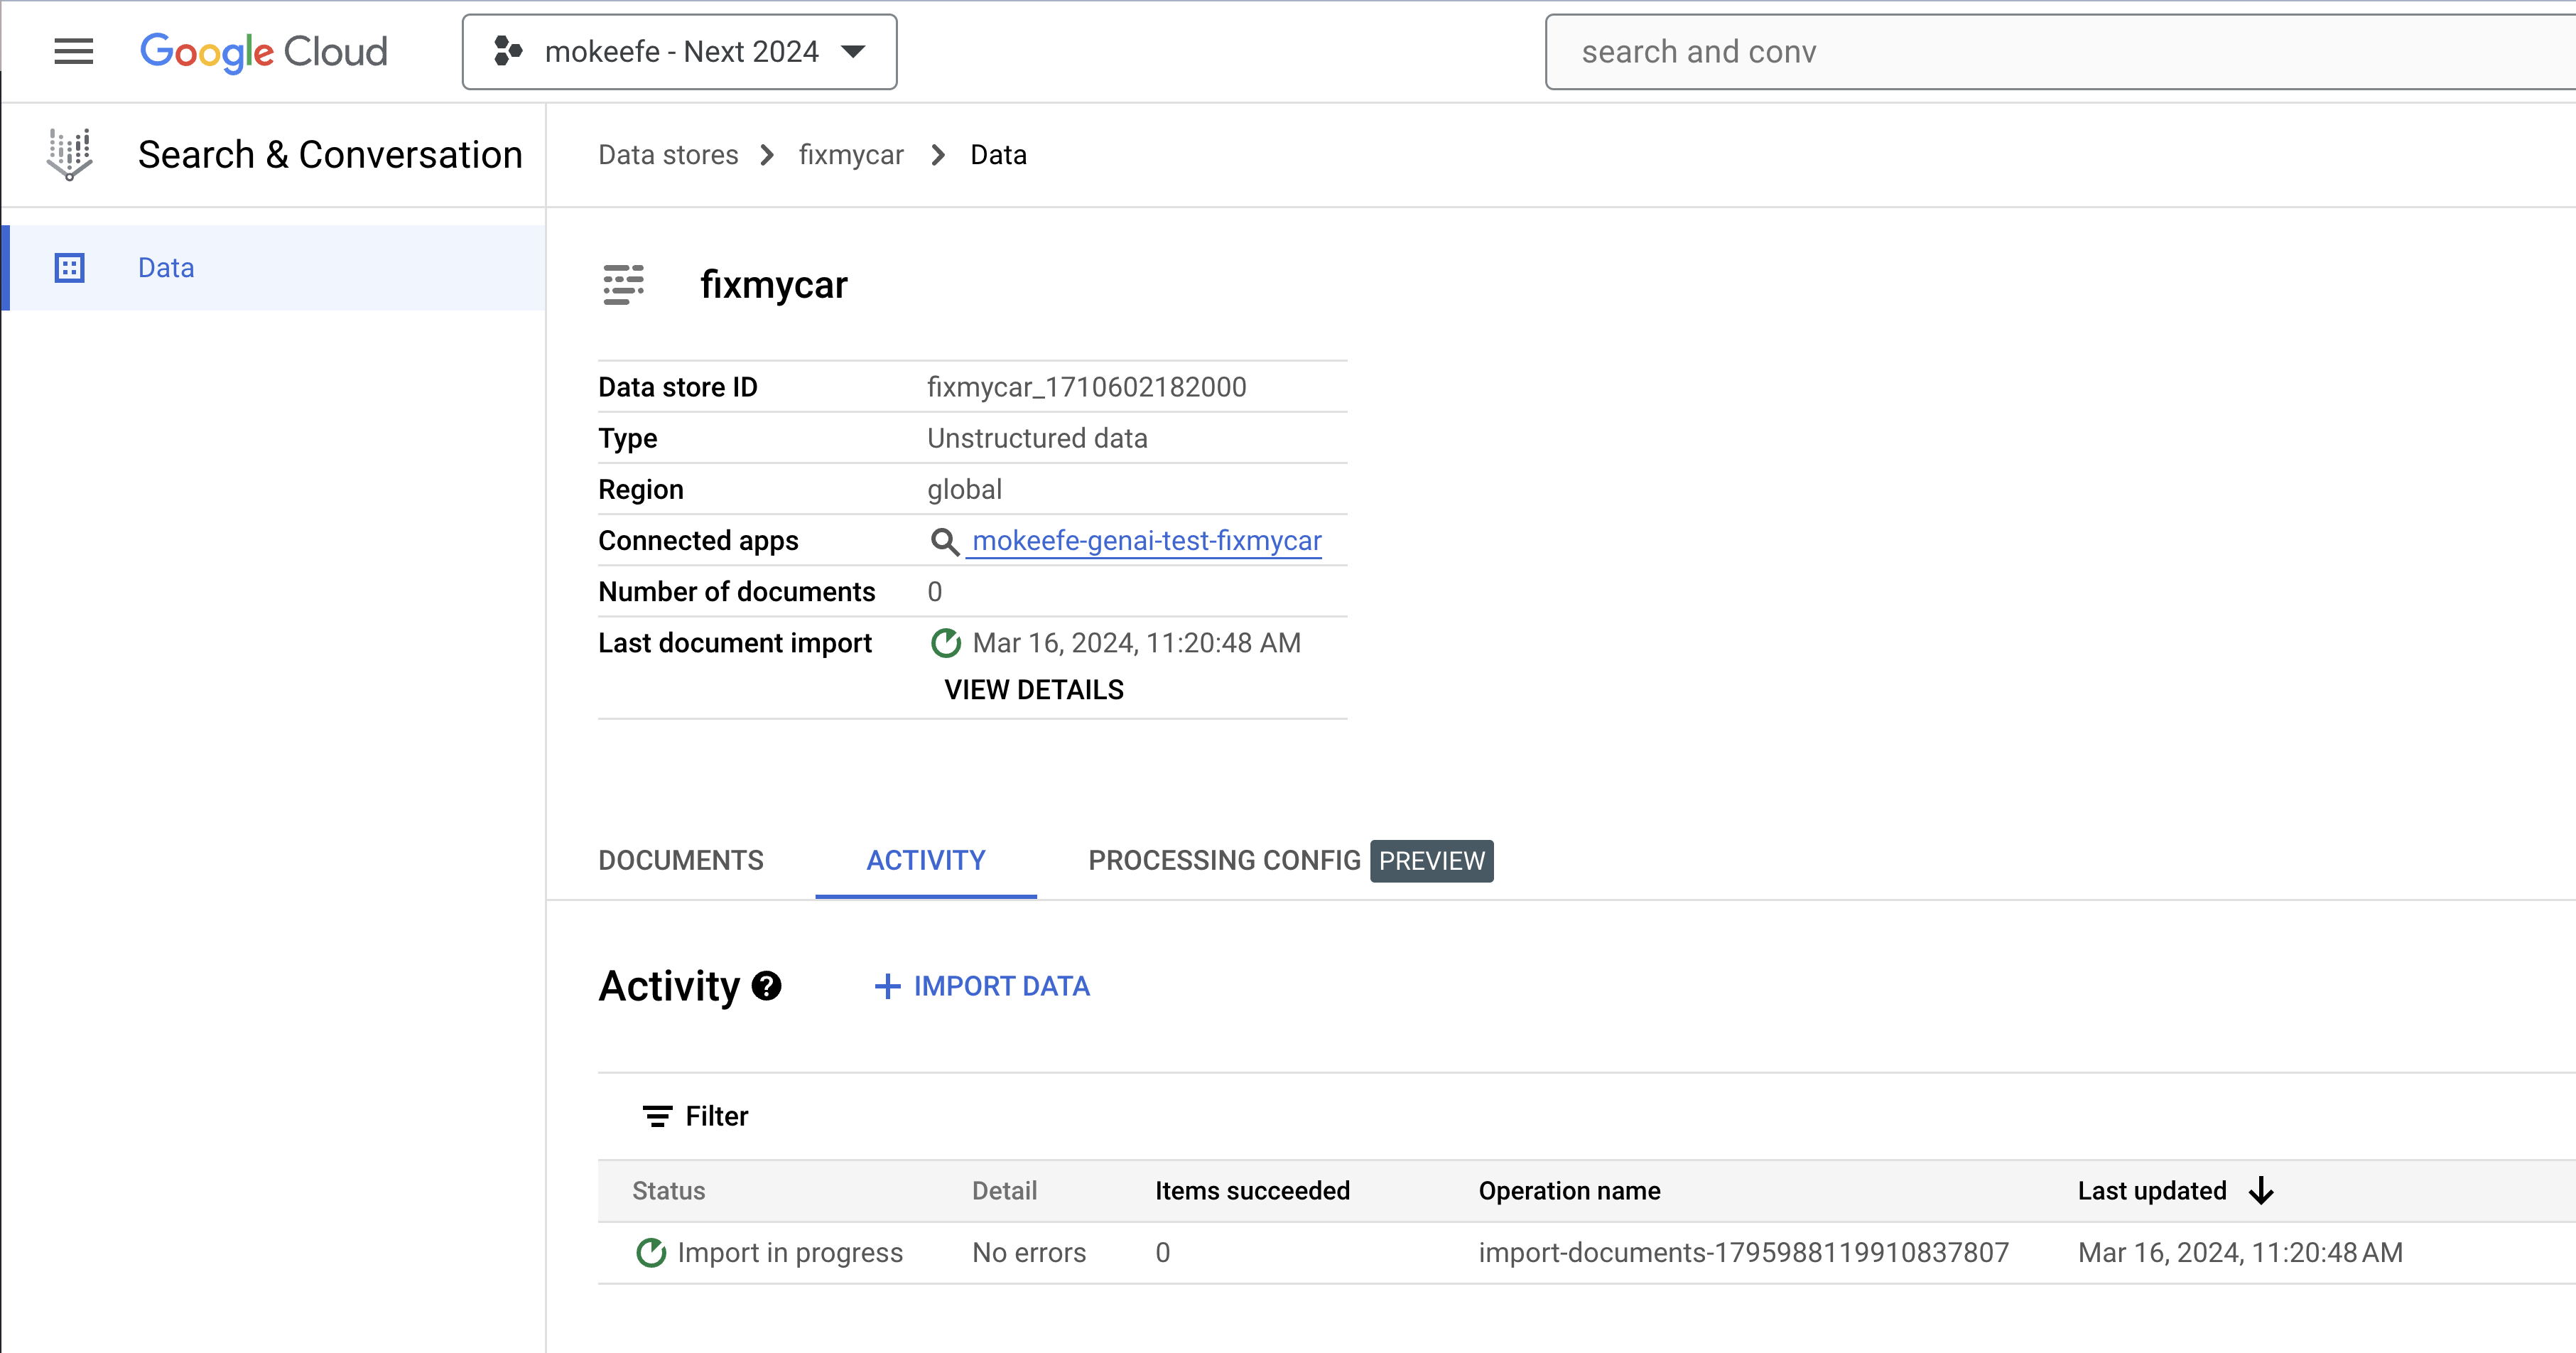 Google Cloud mokeefe - Next 2024 search and conv
Search & Conversation
Data stores fixmycar Data
Data
fixmycar
Data store ID fixmycar_1710602182000
Type Unstructured data
Region global
Connected apps mokeefe-genai-test-fixmycar
Number of documents 0
Last document import Mar 16, 2024, 11:20:48 AM
VIEW DETAILS
DOCUMENTS ACTIVITY PROCESSING CONFIG PREVIEW
Activity ? + IMPORT DATA
Filter
Status Detail Items succeeded Operation name Last updated
Import in progress No errors 0 import-documents-1795988119910837807 Mar 16, 2024, 11:20:48 AM